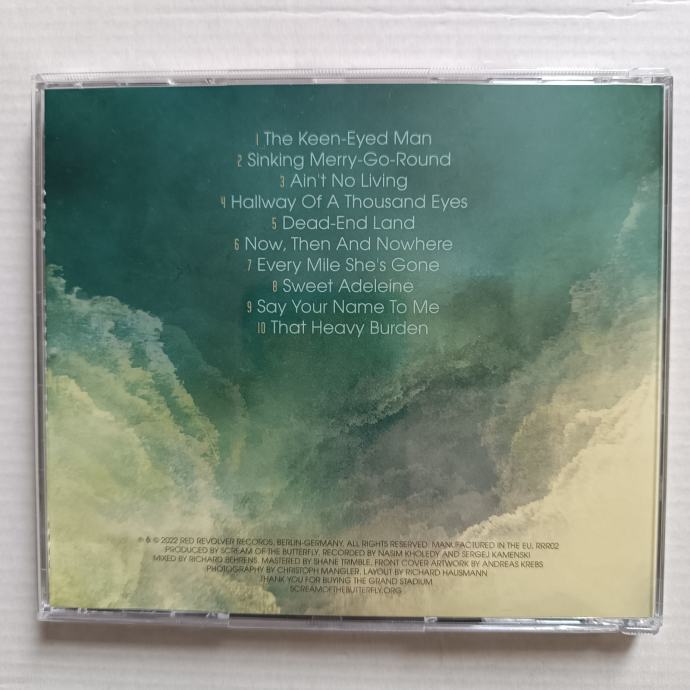 1 The Keen-Eyed Man
2 Sinking Merry-Go-Round
3 Ain't No Living
4 Hallway Of A Thousand Eyes
5 Dead-End Land
6 Now, Then And Nowhere
7 Every Mile She's Gone
8 Sweet Adeleine
9 Say Your Name To Me
10 That Heavy Burden
℗ & © 2022 RED REVOLVER RECORDS, BERLIN-GERMANY. ALL RIGHTS RESERVED. MANUFACTURED IN THE EU. RRR02
PRODUCED BY SCREAM OF THE BUTTERFLY. RECORDED BY NASIM KHOLEDY AND SERGEJ KAMENSKI
MIXED BY RICHARD BEHRENS. MASTERED BY SHANE TRIMBLE. FRONT COVER ARTWORK BY ANDREAS KREBS
PHOTOGRAPHY BY CHRISTOPH MANGLER. LAYOUT BY RICHARD HAUSMANN
THANK YOU FOR BUYING THE GRAND STADIUM
SCREAMOFTHEBUTTERFLY.ORG